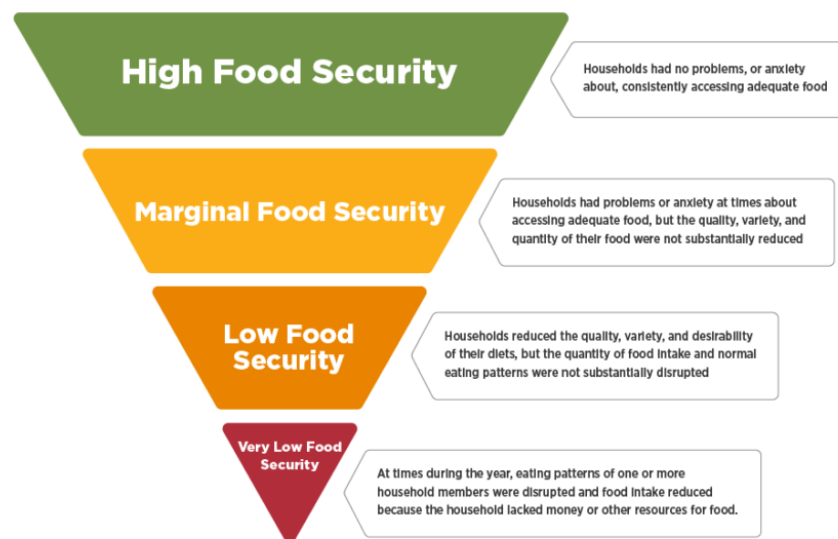 High Food Security
Households had no problems, or anxiety
about, consistently accessing adequate food
Marginal Food Security
Households had problems or anxiety at times about
accessing adequate food, but the quality, variety, and
quantity of their food were not substantially reduced
Low Food
Security
Households reduced the quality, variety, and desirability
of their diets, but the quantity of food intake and normal
eating patterns were not substantially disrupted
Very Low Food
Security
At times during the year, eating patterns of one or more
household members were disrupted and food intake reduced
because the household lacked money or other resources for food.